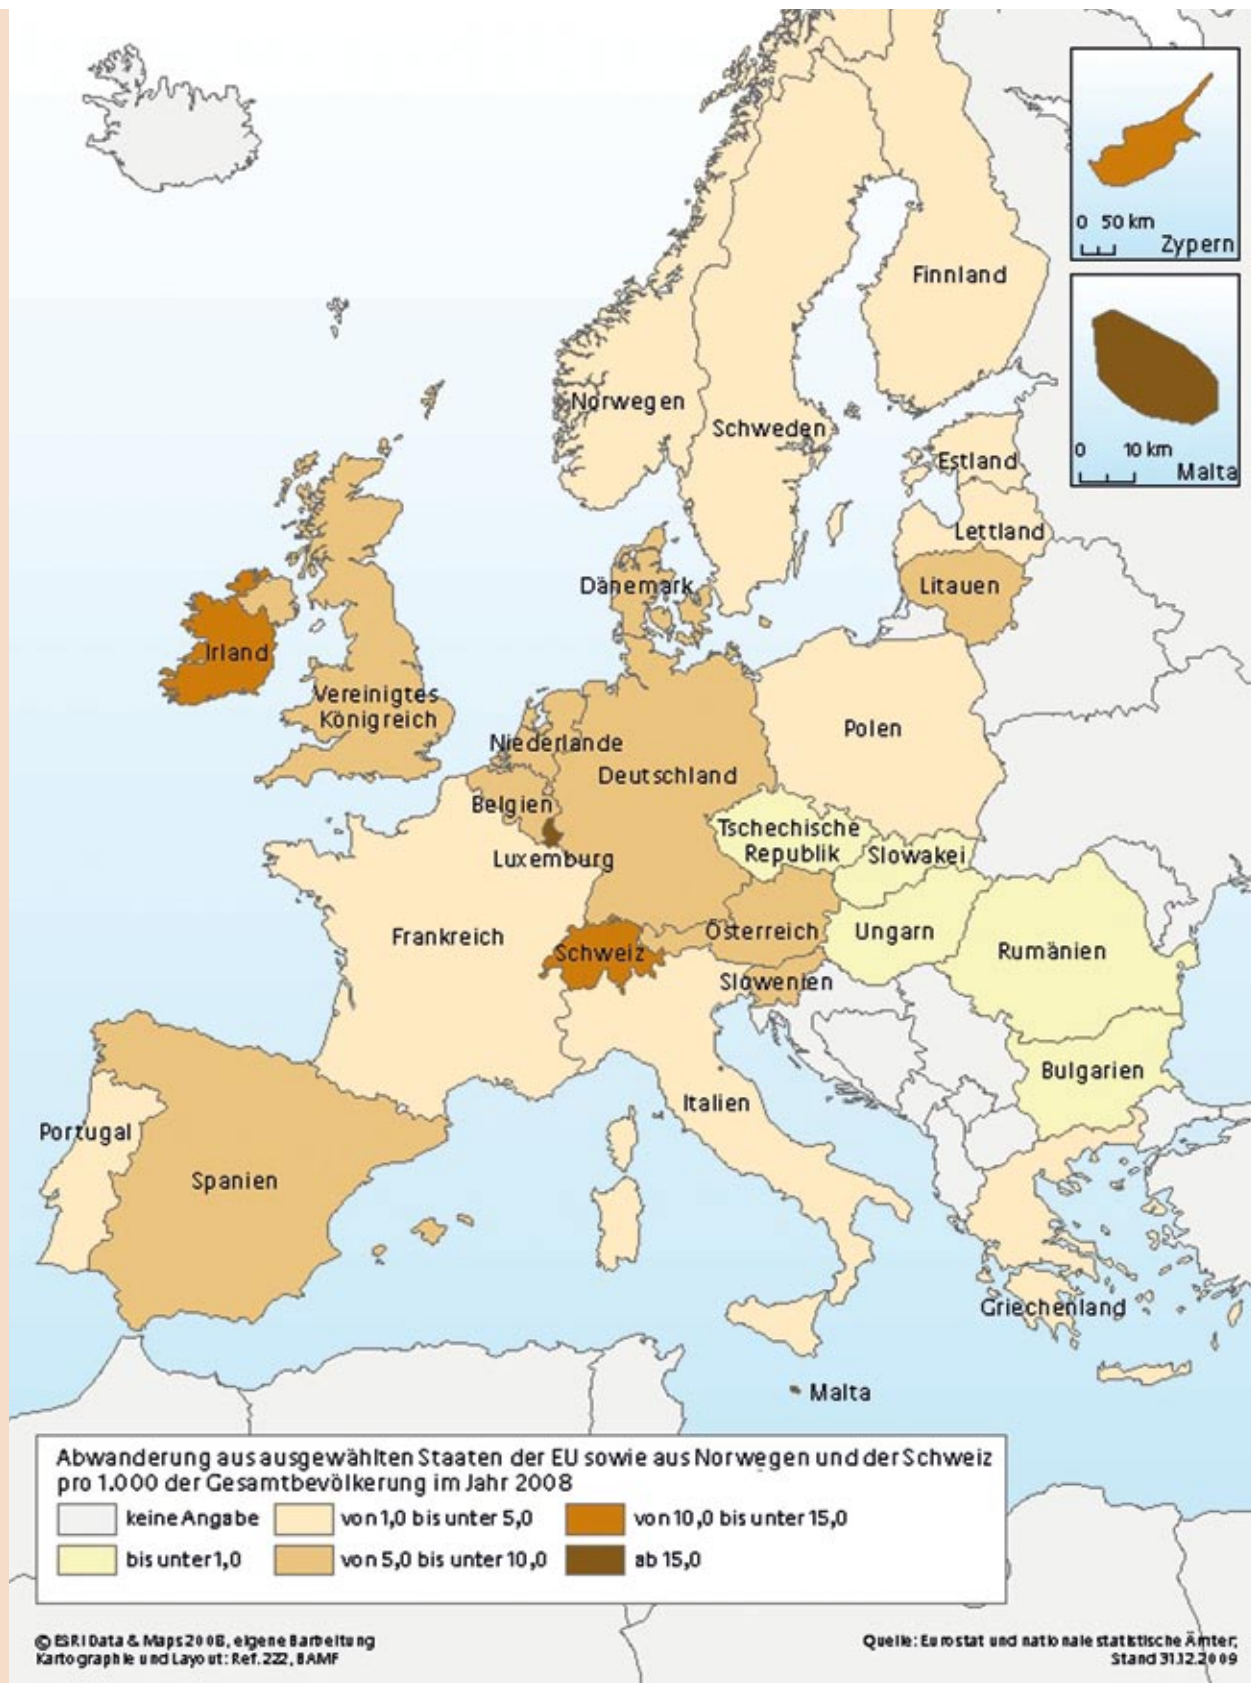 0 50 km
Zypern
Finnland
0 10 km
Malta
Norwegen
Schweden
Estland
Lettland
Litauen
Dänemark
Irland
Vereinigtes
Königreich
Niederlande
Polen
Deutschland
Belgien
Tschechische
Republik
Slowakei
Luxemburg
Frankreich
Schweiz
Österreich
Ungarn
Rumänien
Slowenien
Bulgarien
Italien
Portugal
Spanien
Griechenland
Malta
Abwanderung aus ausgewählten Staaten der EU sowie aus Norwegen und der Schweiz
pro 1.000 der Gesamtbevölkerung im Jahr 2008
keine Angabe
von 1,0 bis unter 5,0
von 10,0 bis unter 15,0
bis unter 1,0
von 5,0 bis unter 10,0
ab 15,0
© ESRI Data & Maps 2008, eigene Barbeitung
Kartographie und Layout: Ref. 222, BAMF
Quelle: Eurostat und nationale statistische Ämter;
Stand 31.12.2009